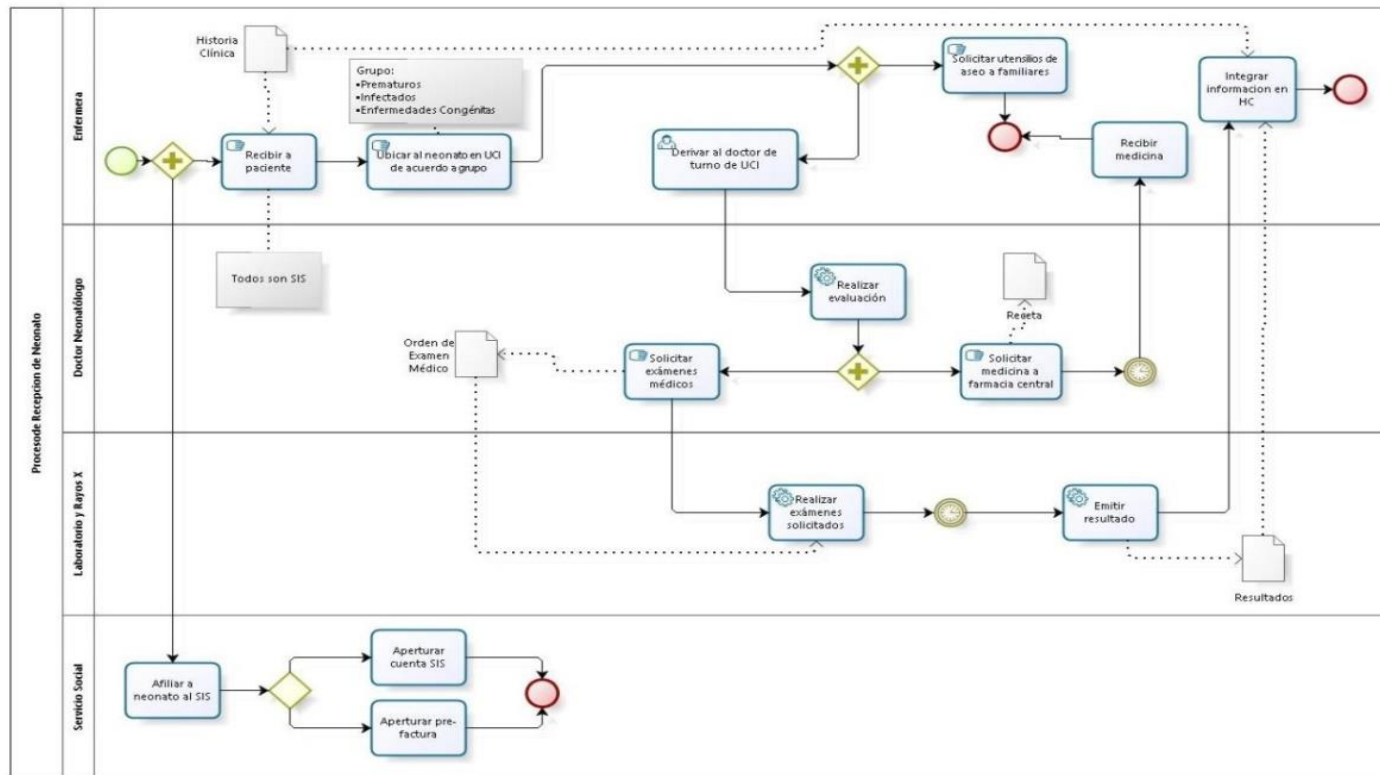 Proceso de Recepcion de Neonato
Enfermera
Historia
Clínica
Grupo:
•Prematuros
•Infectados
•Enfermedades Congénitas
Solicitar utensilios de
aseo a familiares
Integrar
informacion en
HC
Recibir a
paciente
Ubicar al neonato en UCI
de acuerdo a grupo
Derivar al doctor de
turno de UCI
Recibir
medicina
Doctor Neonatólogo
Todos son SIS
Realizar
evaluación
Receta
Orden de
Examen
Médico
Solicitar
exámenes
médicos
Solicitar
medicina a
farmacia central
Laboratorio y Rayos X
Realizar
exámenes
solicitados
Emitir
resultado
Resultados
Servicio Social
Afiliar a
neonato al SIS
Aperturar
cuenta SIS
Aperturar pre-
factura